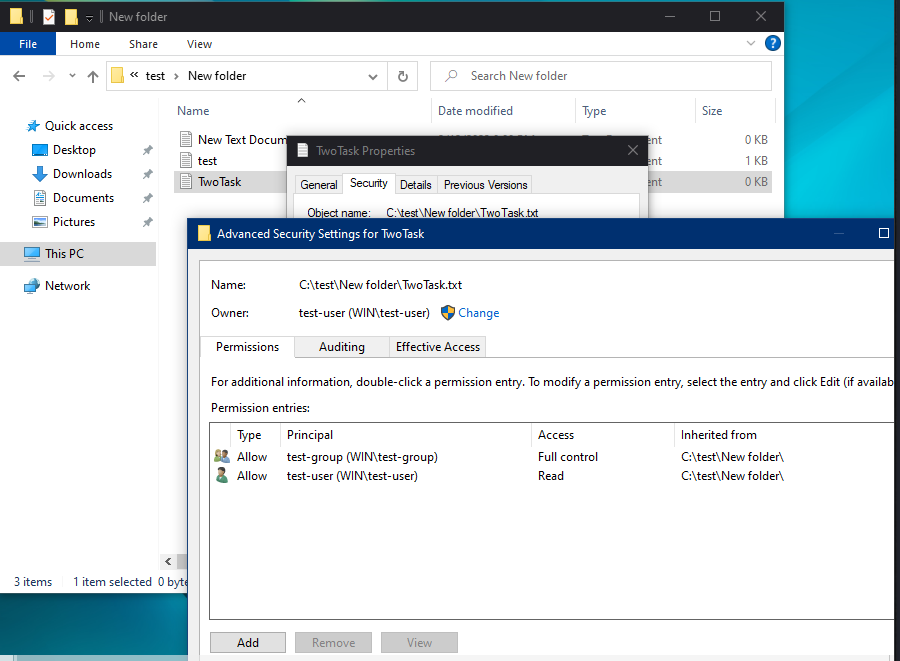 New folder
File Home Share View
« test › New folder Search New folder
Name Date modified Type Size
Quick access
Desktop
Downloads
Documents
Pictures
This PC
Network
New Text Docum ent 0 KB
test ent 1 KB
TwoTask ent 0 KB
TwoTask Properties
General Security Details Previous Versions
Object name: C:\test\New folder\TwoTask.txt
Advanced Security Settings for TwoTask
Name: C:\test\New folder\TwoTask.txt
Owner: test-user (WIN\test-user) Change
Permissions Auditing Effective Access
For additional information, double-click a permission entry. To modify a permission entry, select the entry and click Edit (if availab
Permission entries:
Type Principal Access Inherited from
Allow test-group (WIN\test-group) Full control C:\test\New folder\
Allow test-user (WIN\test-user) Read C:\test\New folder\
Add Remove View
3 items 1 item selected 0 byte